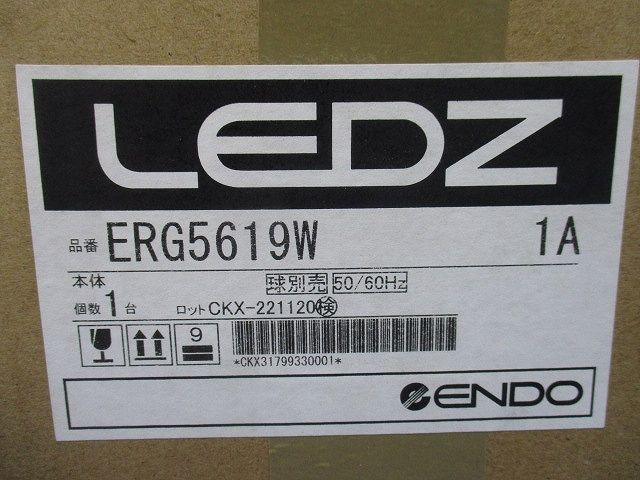 LEDZ
品番 ERG5619W 1A
本体 球別売 50/60Hz
個数 1台 ロット CKX-221120 検
9
*CKX31799330001*
ENDO